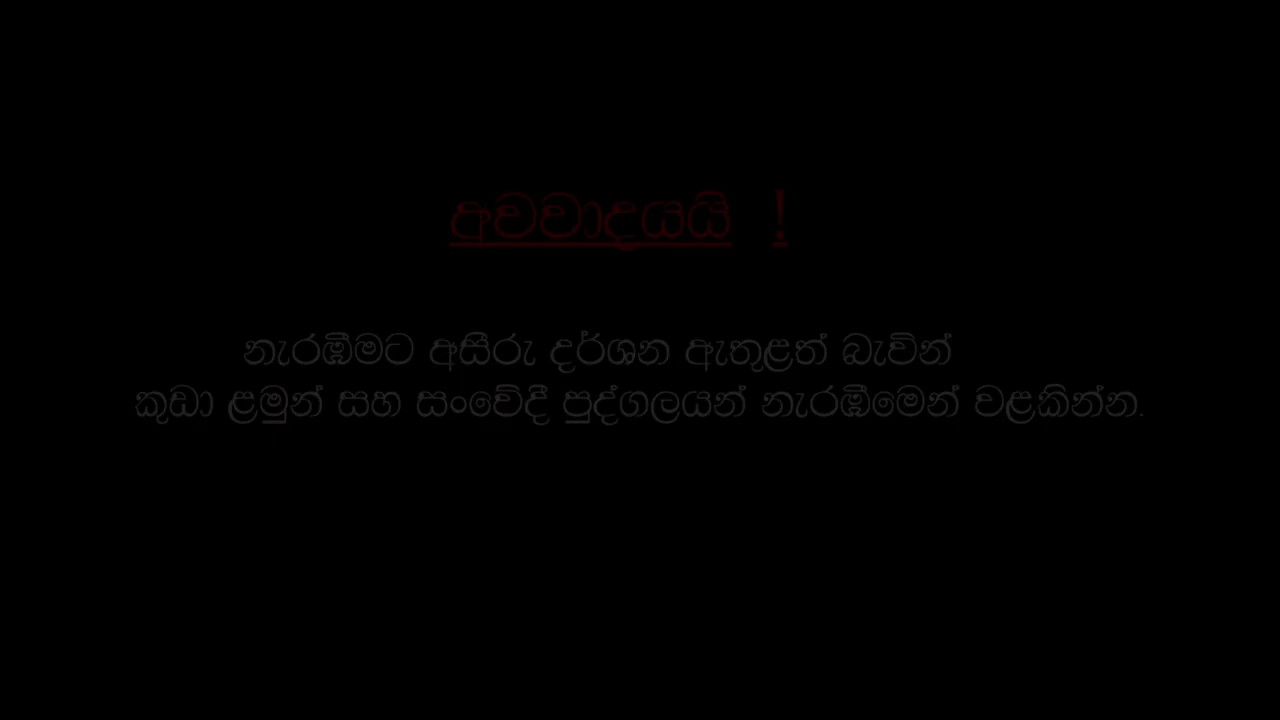 අවවාදයයි !
නැරඹීමට අසීරු දර්ශන ඇතුළත් බැවින්
කුඩා ළමුන් සහ සංවේදී පුද්ගලයන් නැරඹීමෙන් වළකින්න.